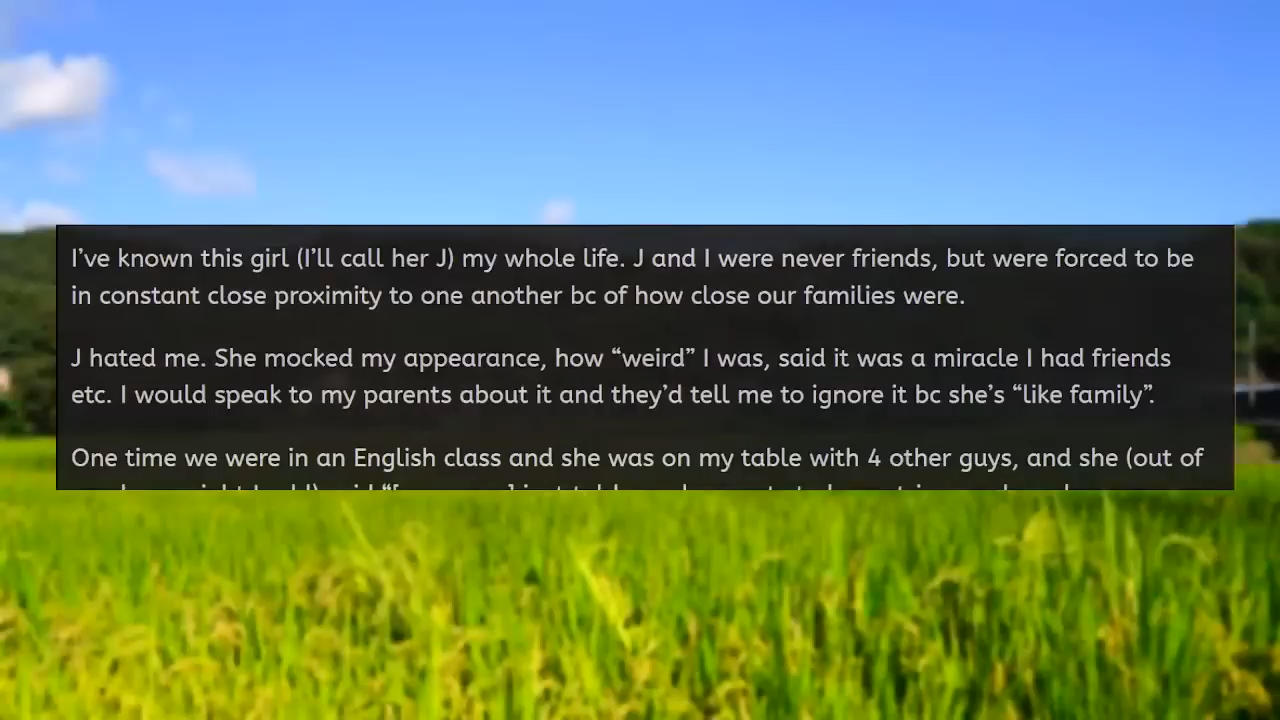 I’ve known this girl (I’ll call her J) my whole life. J and I were never friends, but were forced to be
in constant close proximity to one another bc of how close our families were.
J hated me. She mocked my appearance, how “weird” I was, said it was a miracle I had friends
etc. I would speak to my parents about it and they’d tell me to ignore it bc she’s “like family”.
One time we were in an English class and she was on my table with 4 other guys, and she (out of